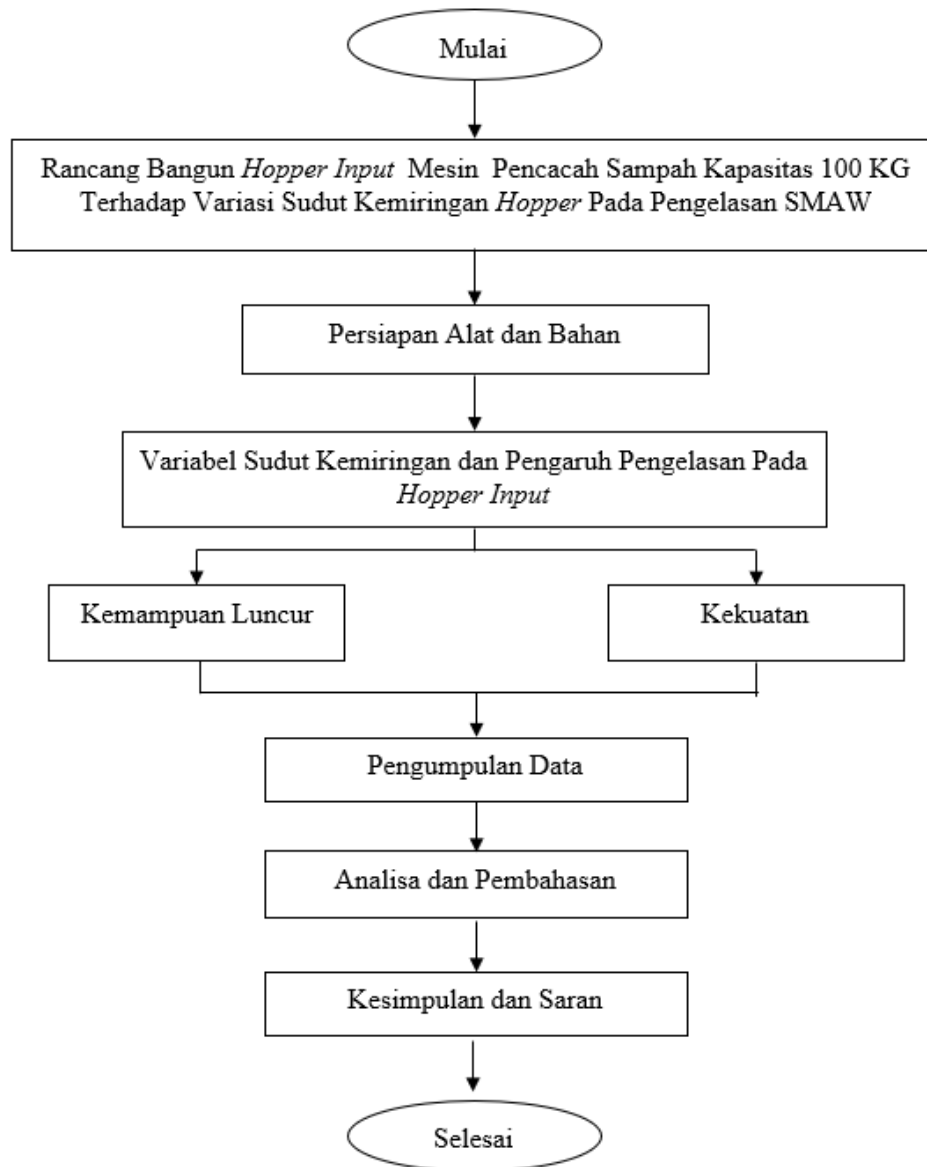 Mulai
Rancang Bangun Hopper Input Mesin Pencacah Sampah Kapasitas 100 KG
Terhadap Variasi Sudut Kemiringan Hopper Pada Pengelasan SMAW
Persiapan Alat dan Bahan
Variabel Sudut Kemiringan dan Pengaruh Pengelasan Pada
Hopper Input
Kemampuan Luncur
Kekuatan
Pengumpulan Data
Analisa dan Pembahasan
Kesimpulan dan Saran
Selesai